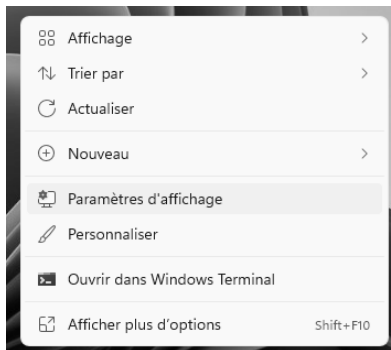 Affichage
Trier par
Actualiser
Nouveau
Paramètres d'affichage
Personnaliser
Ouvrir dans Windows Terminal
Afficher plus d’options Shift+F10